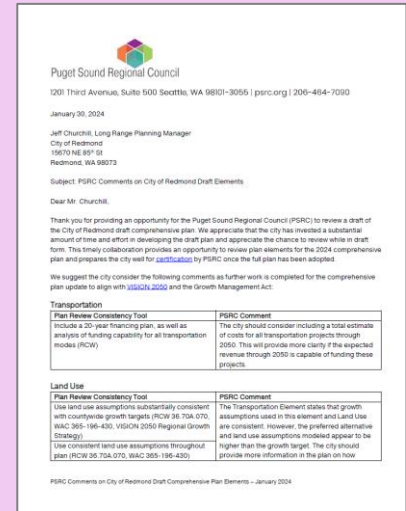 Puget Sound Regional Council
1201 Third Avenue, Suite 500 Seattle, WA 98101-3055 | psrc.org | 206-464-7090
January 30, 2024
Jeff Churchill, Long Range Planning Manager
City of Redmond
15670 NE 85th St
Redmond, WA 98073
Subject: PSRC Comments on City of Redmond Draft Elements
Dear Mr. Churchill,
Thank you for providing an opportunity for the Puget Sound Regional Council (PSRC) to review a draft of
the City of Redmond draft comprehensive plan. We appreciate that the city has invested a substantial
amount of time and effort in developing the draft plan and appreciate the chance to review while in draft
form. This timely collaboration provides an opportunity to review plan elements for the 2024 comprehensive
plan and prepares the city well for certification by PSRC once the full plan has been adopted.
We suggest the city consider the following comments as further work is completed for the comprehensive
plan update to align with VISION 2050 and the Growth Management Act:
Transportation
Plan Review Consistency Tool
Include a 20-year financing plan, as well as
analysis of funding capability for all transportation
modes (RCW)
PSRC Comment
The city should consider including a total estimate
of costs for all transportation projects through
2050. This will provide more clarity if the expected
revenue through 2050 is capable of funding these
projects.
Land Use
Plan Review Consistency Tool
Use land use assumptions substantially consistent
with countywide growth targets (RCW 36.70A.070,
WAC 365-196-430, VISION 2050 Regional Growth
Strategy)
Use consistent land use assumptions throughout
plan (RCW 36.70A.070, WAC 365-196-430)
PSRC Comment
The Transportation Element states that growth
assumptions used in this element and Land Use
are consistent. However, the preferred alternative
and land use assumptions modeled appear to be
higher than the growth target. The city should
provide more information in the plan on how
PSRC Comments on City of Redmond Draft Comprehensive Plan Elements – January 2024